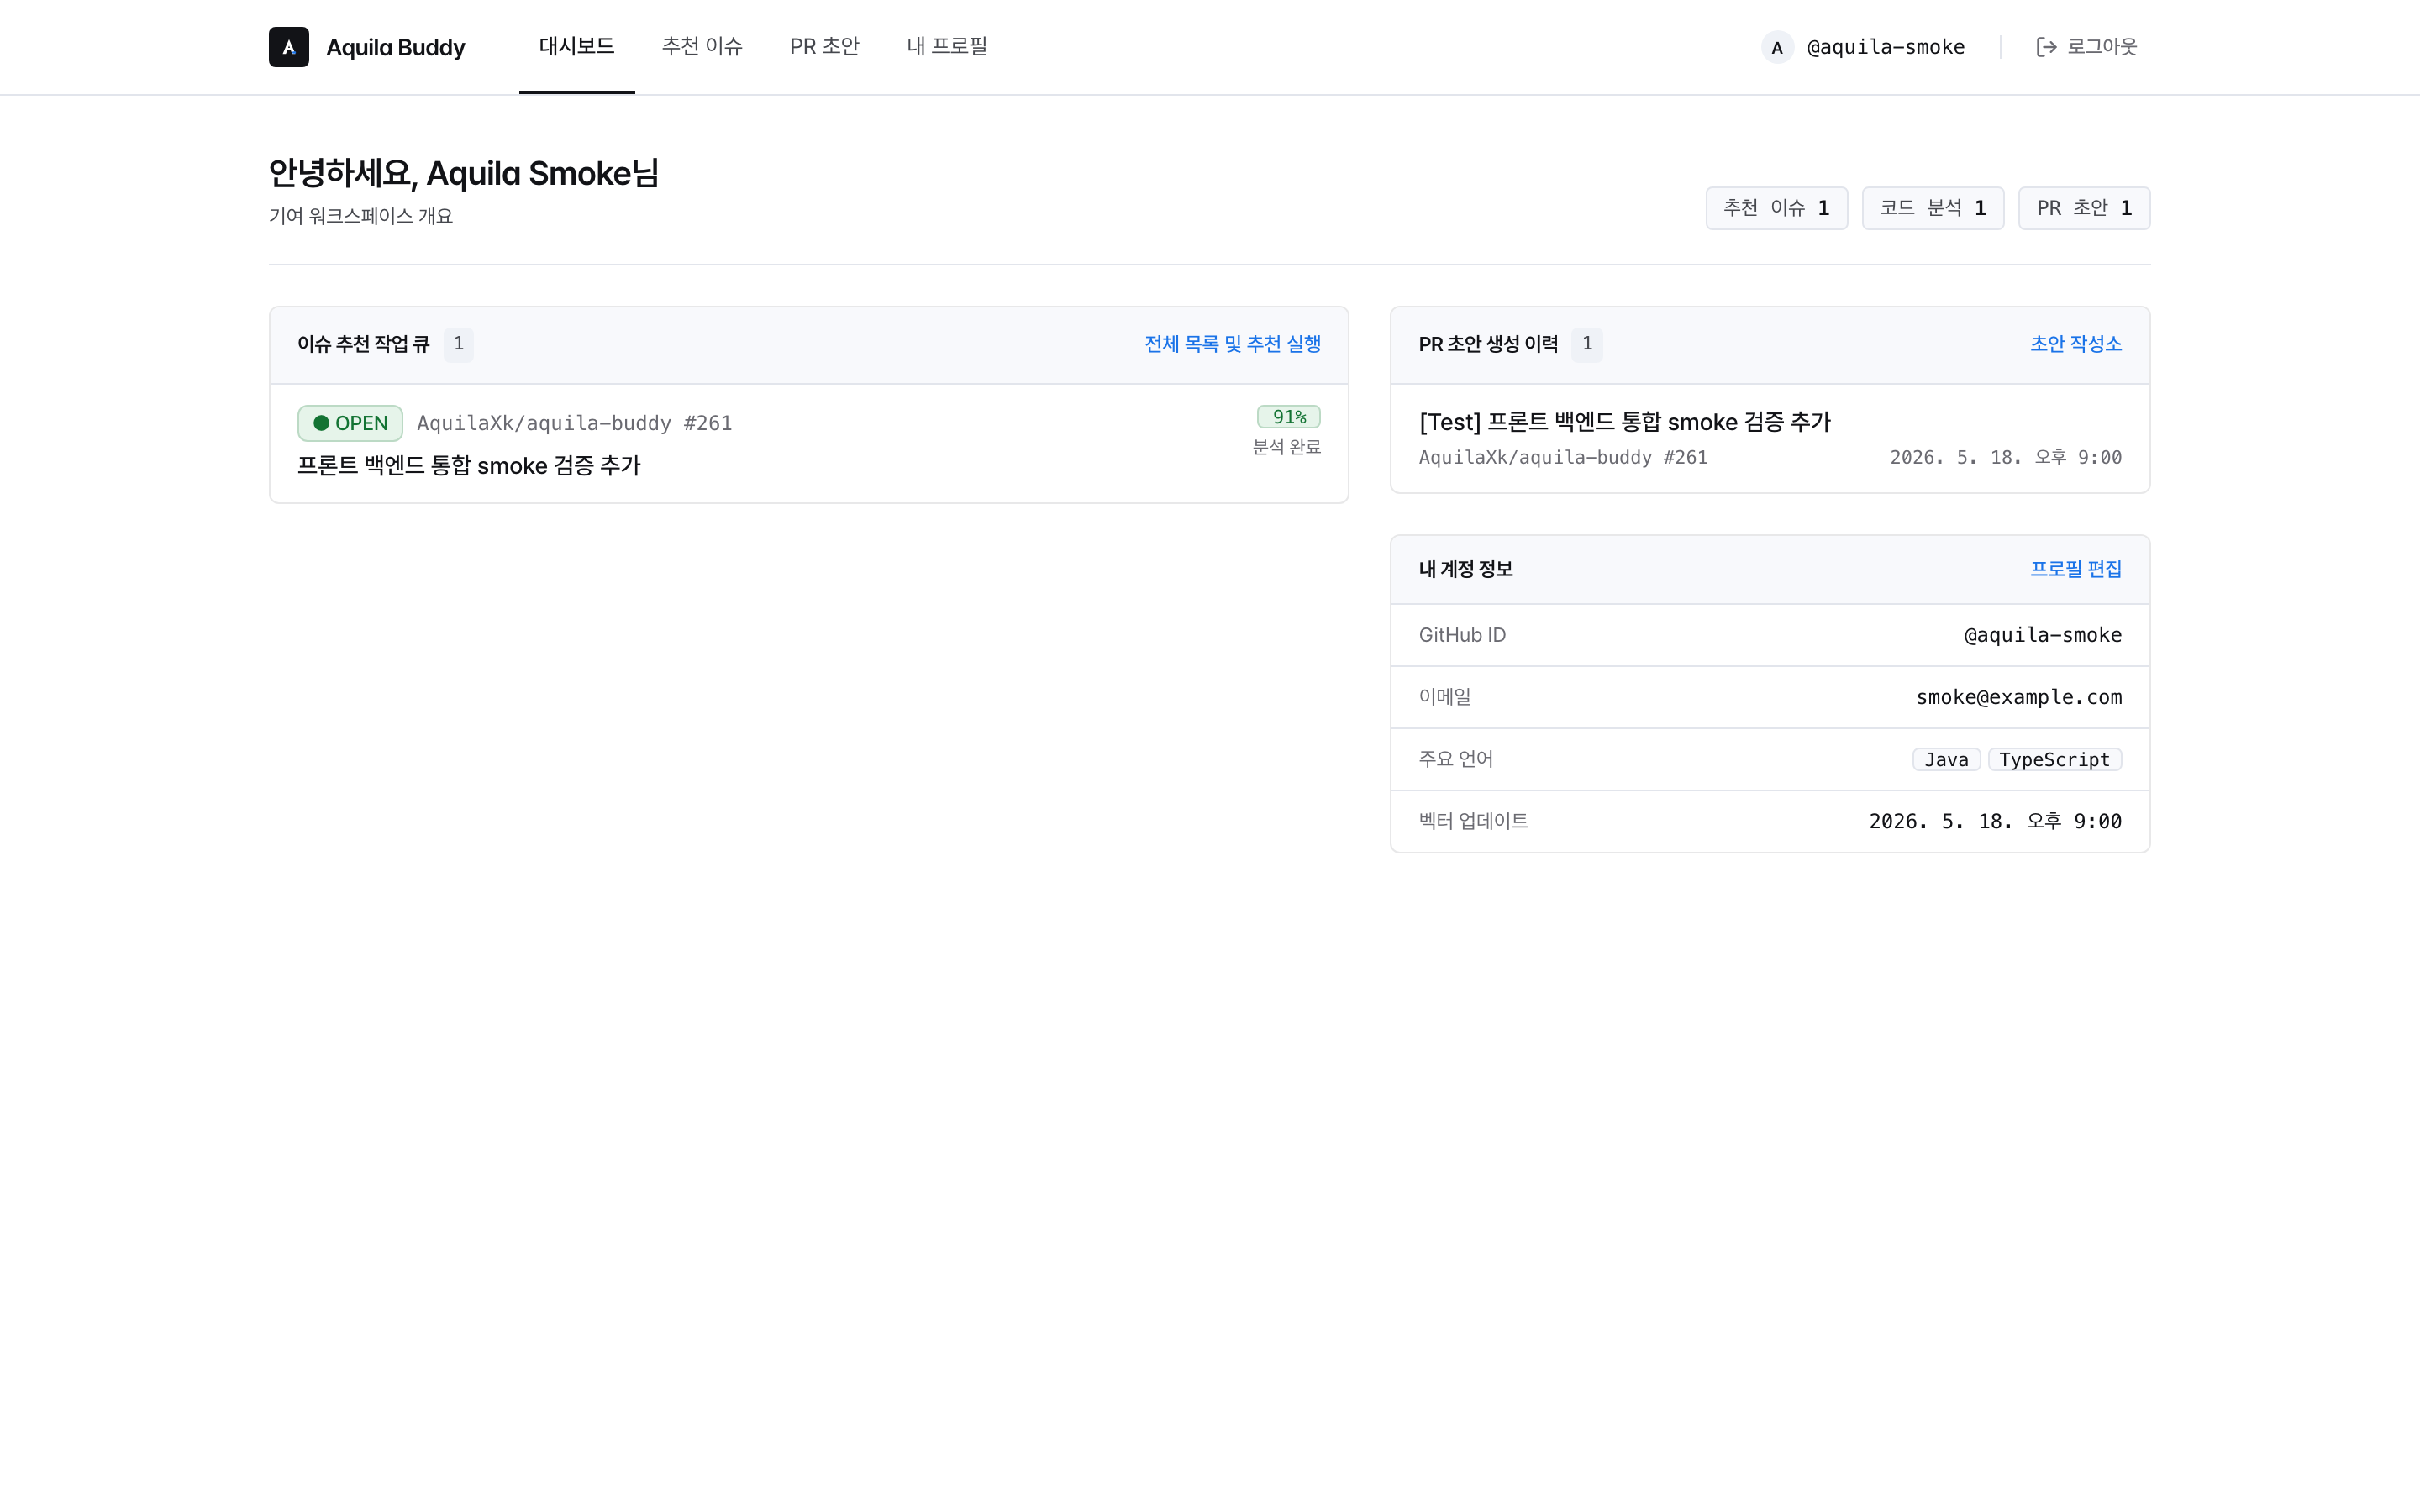 A Aquila Buddy 대시보드 추천 이슈 PR 초안 내 프로필 A @aquila-smoke 로그아웃
안녕하세요, Aquila Smoke님
기여 워크스페이스 개요
추천 이슈 1 코드 분석 1 PR 초안 1
이슈 추천 작업 큐 1 전체 목록 및 추천 실행
OPEN AquilaXk/aquila-buddy #261 91%
분석 완료
프론트 백엔드 통합 smoke 검증 추가
PR 초안 생성 이력 1 초안 작성소
[Test] 프론트 백엔드 통합 smoke 검증 추가
AquilaXk/aquila-buddy #261 2026. 5. 18. 오후 9:00
내 계정 정보 프로필 편집
GitHub ID @aquila-smoke
이메일 smoke@example.com
주요 언어 Java TypeScript
벡터 업데이트 2026. 5. 18. 오후 9:00